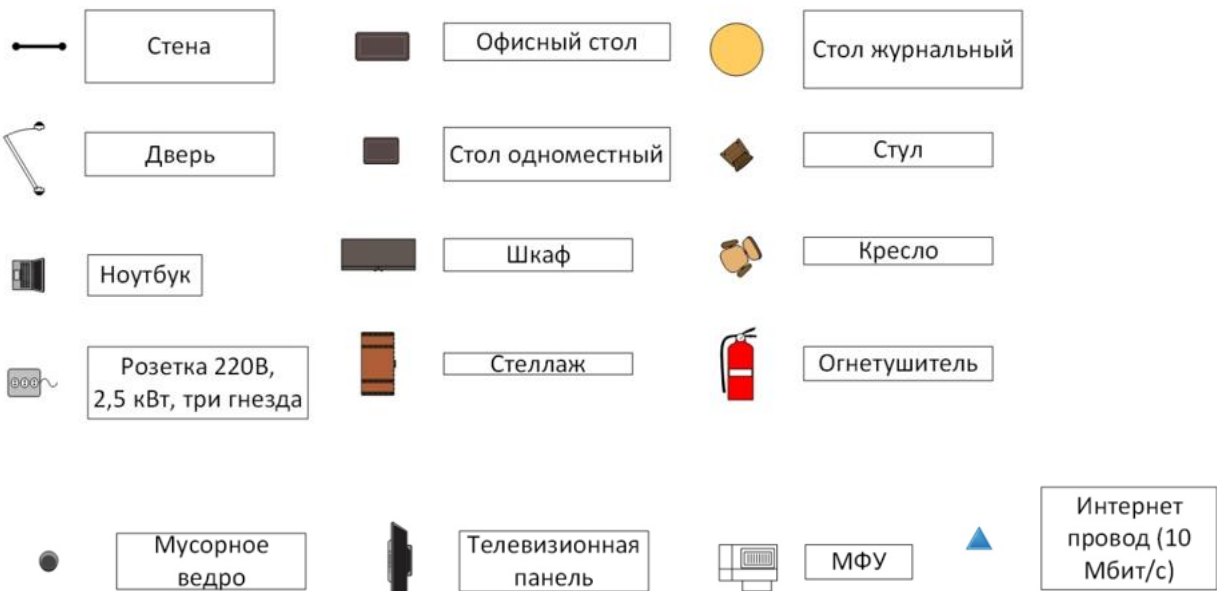 Стена
Офисный стол
Стол журнальный
Дверь
Стол одноместный
Стул
Ноутбук
Шкаф
Кресло
Розетка 220В,
2,5 кВт, три гнезда
Стеллаж
Огнетушитель
Мусорное
ведро
Телевизионная
панель
МФУ
Интернет
провод (10
Мбит/с)